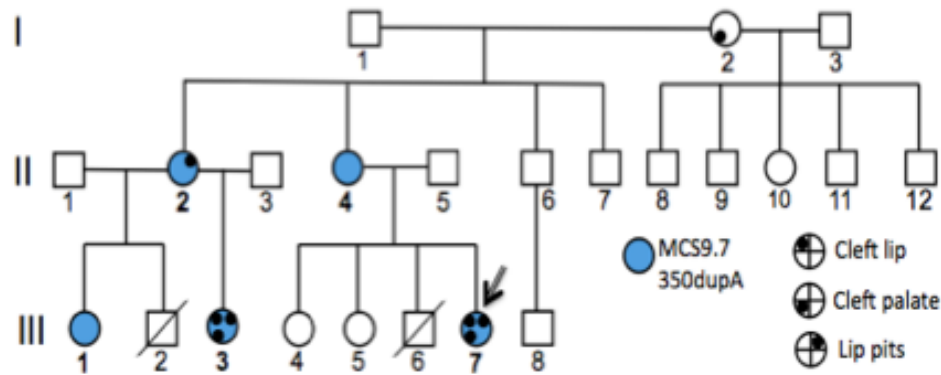 I
1 2 3
II
1 2 3 4 5 6 7 8 9 10 11 12
MCS9.7
350dupA
Cleft lip
Cleft palate
Lip pits
III
1 2 3 4 5 6 7 8